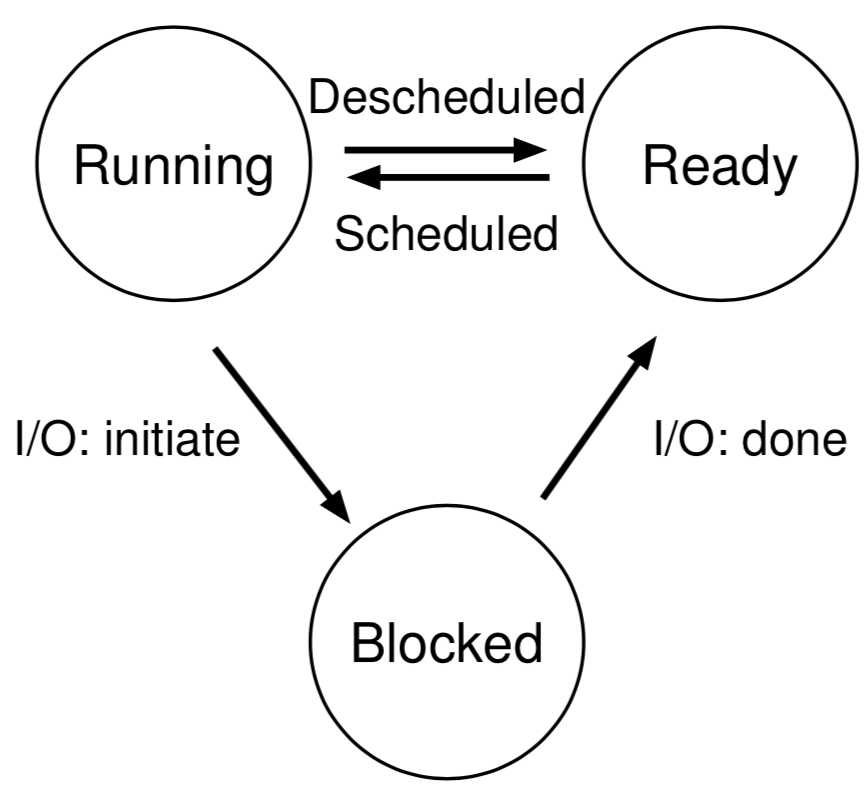 Descheduled
Running
Ready
Scheduled
I/O: initiate
I/O: done
Blocked